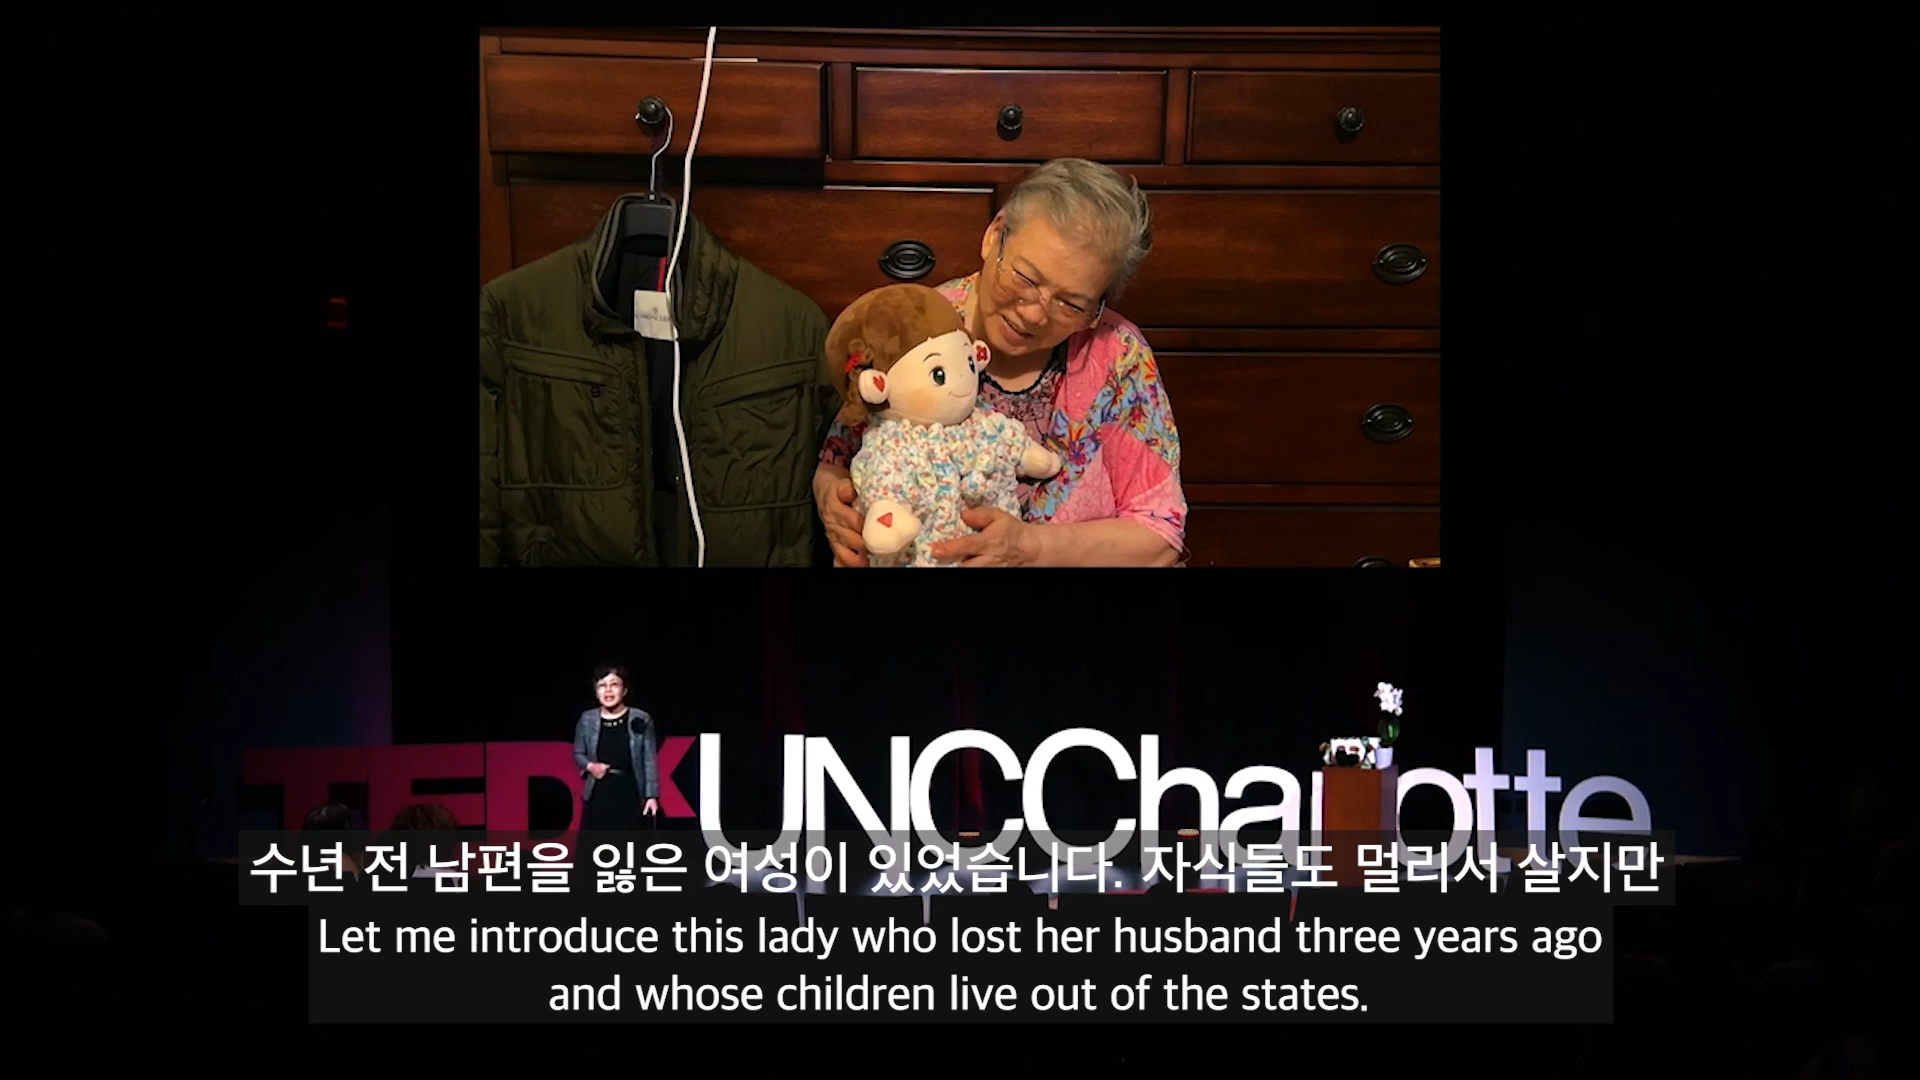 TEDxUNCCharlotte
수년 전 남편을 잃은 여성이 있었습니다. 자식들도 멀리서 살지만
Let me introduce this lady who lost her husband three years ago
and whose children live out of the states.